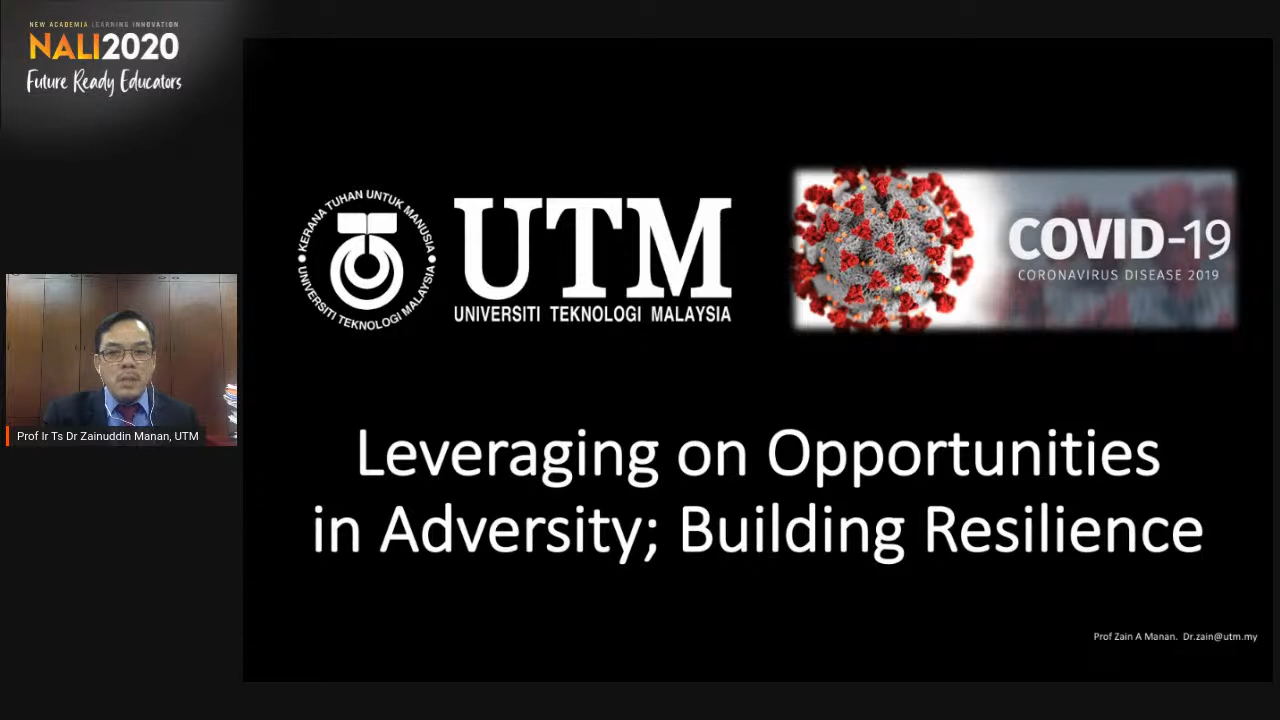 NEW ACADEMIA LEARNING INNOVATION
NALI2020
Future Ready Educators
KERANA TUHAN UNTUK MANUSIA
UNIVERSITI TEKNOLOGI MALAYSIA
UTM
UNIVERSITI TEKNOLOGI MALAYSIA
COVID-19
CORONAVIRUS DISEASE 2019
Prof Ir Ts Dr Zainuddin Manan, UTM
Leveraging on Opportunities
in Adversity; Building Resilience
Prof Zain A Manan. Dr.zain@utm.my